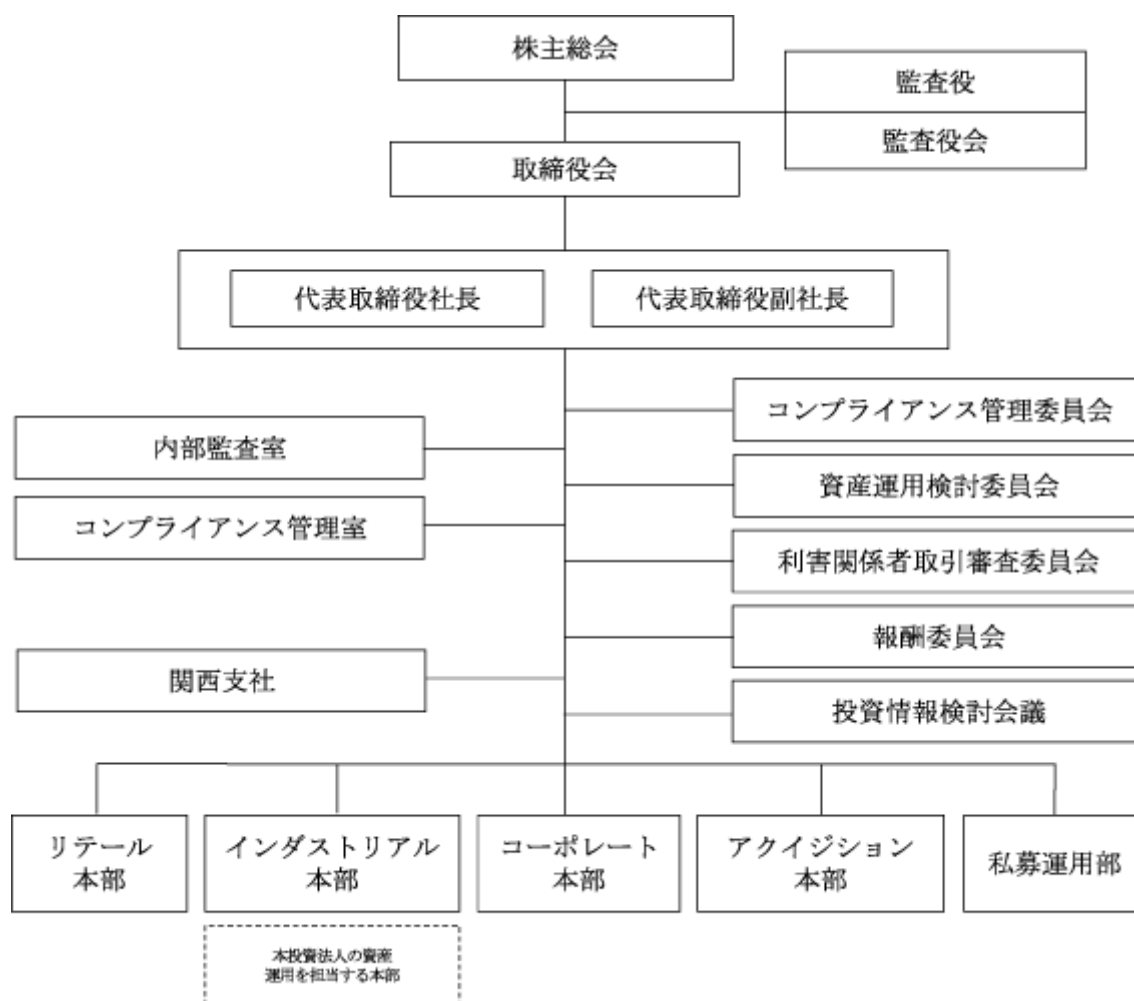 株主総会
監査役
監査役会
取締役会
代表取締役社長
代表取締役副社長
コンプライアンス管理委員会
内部監査室
資産運用検討委員会
コンプライアンス管理室
利害関係者取引審査委員会
報酬委員会
関西支社
投資情報検討会議
リテール
本部
インダストリアル
本部
コーポレート
本部
アクイジション
本部
私募運用部
本投資法人の資産
運用を担当する本部